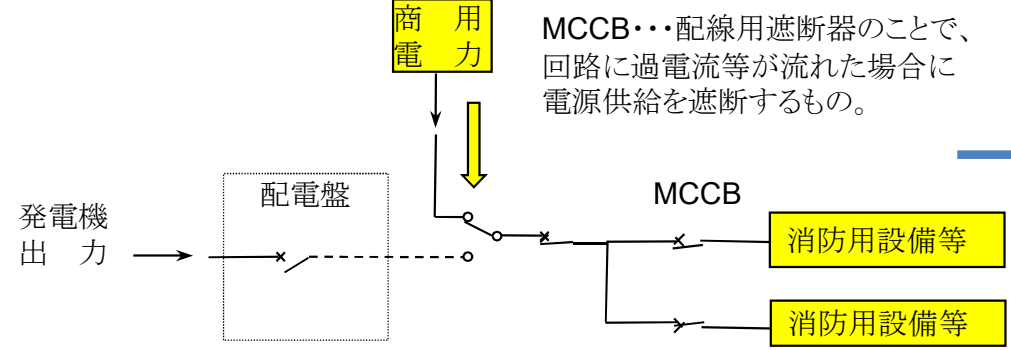 商　用
電　力
MCCB・・・配線用遮断器のことで、
回路に過電流等が流れた場合に
電源供給を遮断するもの。
配電盤
MCCB
発電機
出　力
消防用設備等
消防用設備等